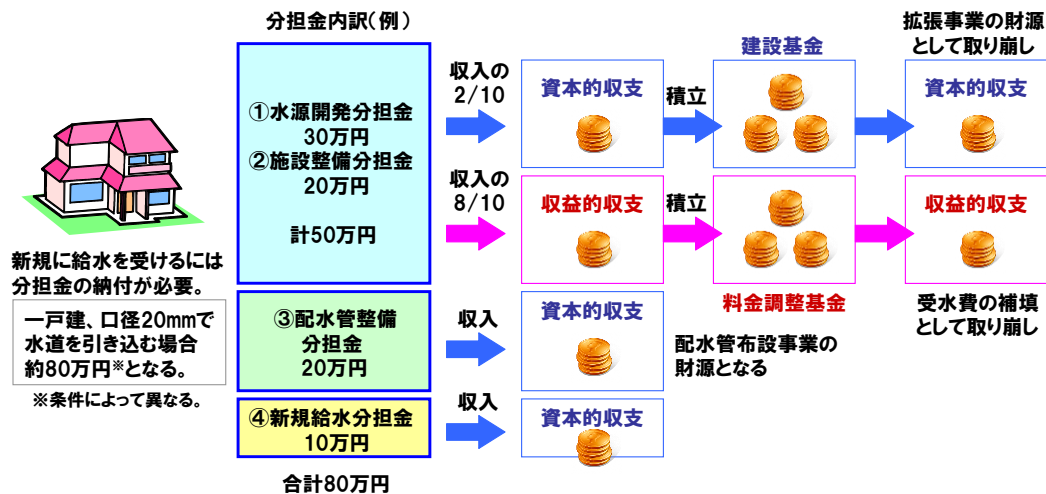 分担金内訳(例)
①水源開発分担金
30万円
②施設整備分担金
20万円
計50万円
③配水管整備
分担金
20万円
④新規給水分担金
10万円
合計80万円
新規に給水を受けるには
分担金の納付が必要。
一戸建、口径20mmで
水道を引き込む場合
約80万円※となる。
※条件によって異なる。
収入の
2/10
資本的収支
積立
建設基金
拡張事業の財源
として取り崩し
資本的収支
収入の
8/10
収益的収支
積立
料金調整基金
収益的収支
受水費の補填
として取り崩し
収入
資本的収支
配水管布設事業の
財源となる
収入
資本的収支